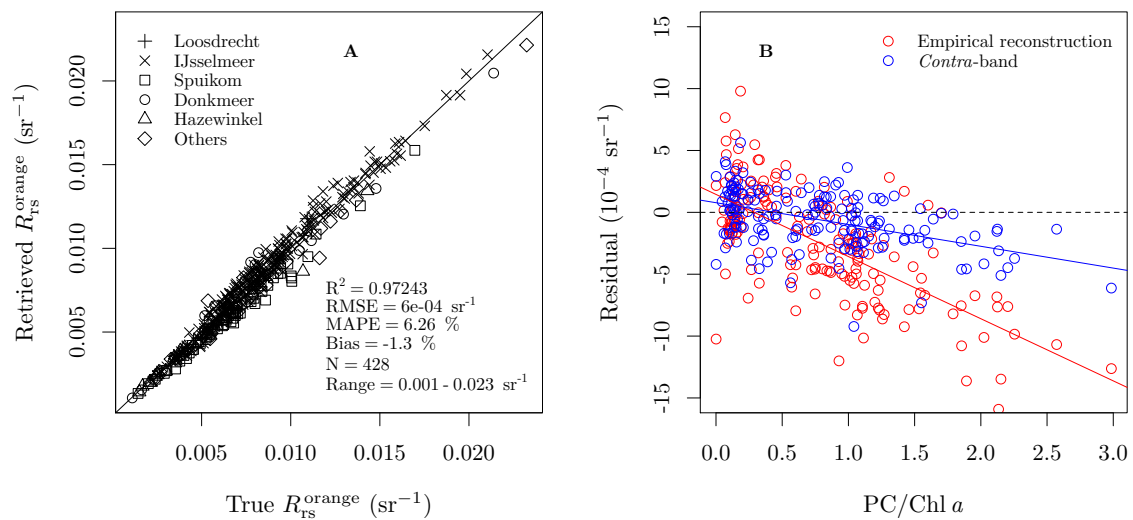 A
Loosdrecht
IJsselmeer
Spuikom
Donkmeer
Hazewinkel
Others
R² = 0.97243
RMSE = 6e-04 sr⁻¹
MAPE = 6.26 %
Bias = -1.3 %
N = 428
Range = 0.001 - 0.023 sr⁻¹
Retrieved R_rs^orange (sr⁻¹)
0.020
0.015
0.010
0.005
0.005 0.010 0.015 0.020
True R_rs^orange (sr⁻¹)
B
Empirical reconstruction
Contra-band
Residual (10⁻⁴ sr⁻¹)
15
10
5
0
-5
-10
-15
0.0 0.5 1.0 1.5 2.0 2.5 3.0
PC/Chl a